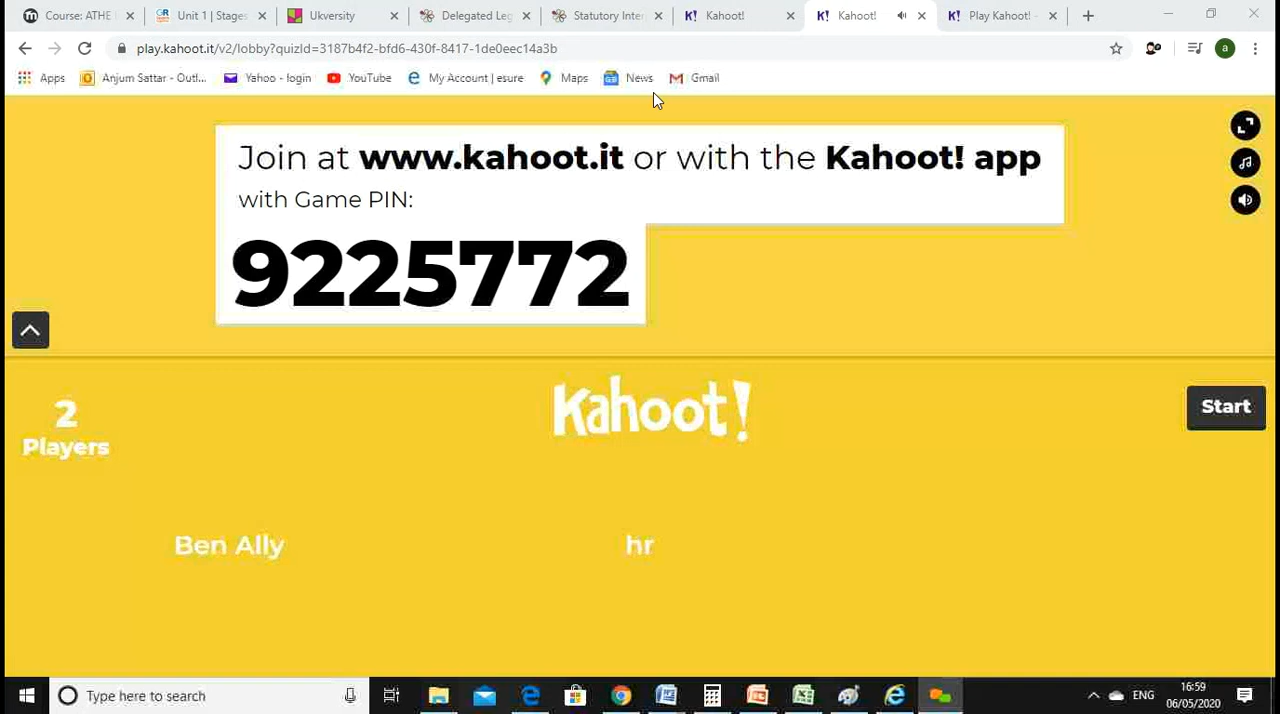 Course: ATHE
Unit 1 | Stages
Ukversity
Delegated Leg
Statutory Inte
Kahoot!
Kahoot!
Play Kahoot! -
play.kahoot.it/v2/lobby?quizId=3187b4f2-bfd6-430f-8417-1de0eec14a3b
a
Apps
Anjum Sattar - Outl...
Yahoo - login
YouTube
My Account | esure
Maps
News
Gmail
Join at www.kahoot.it or with the Kahoot! app
with Game PIN:
9225772
2
Players
Kahoot!
Start
Ben Ally
hr
Type here to search
ENG
16:59
06/05/2020